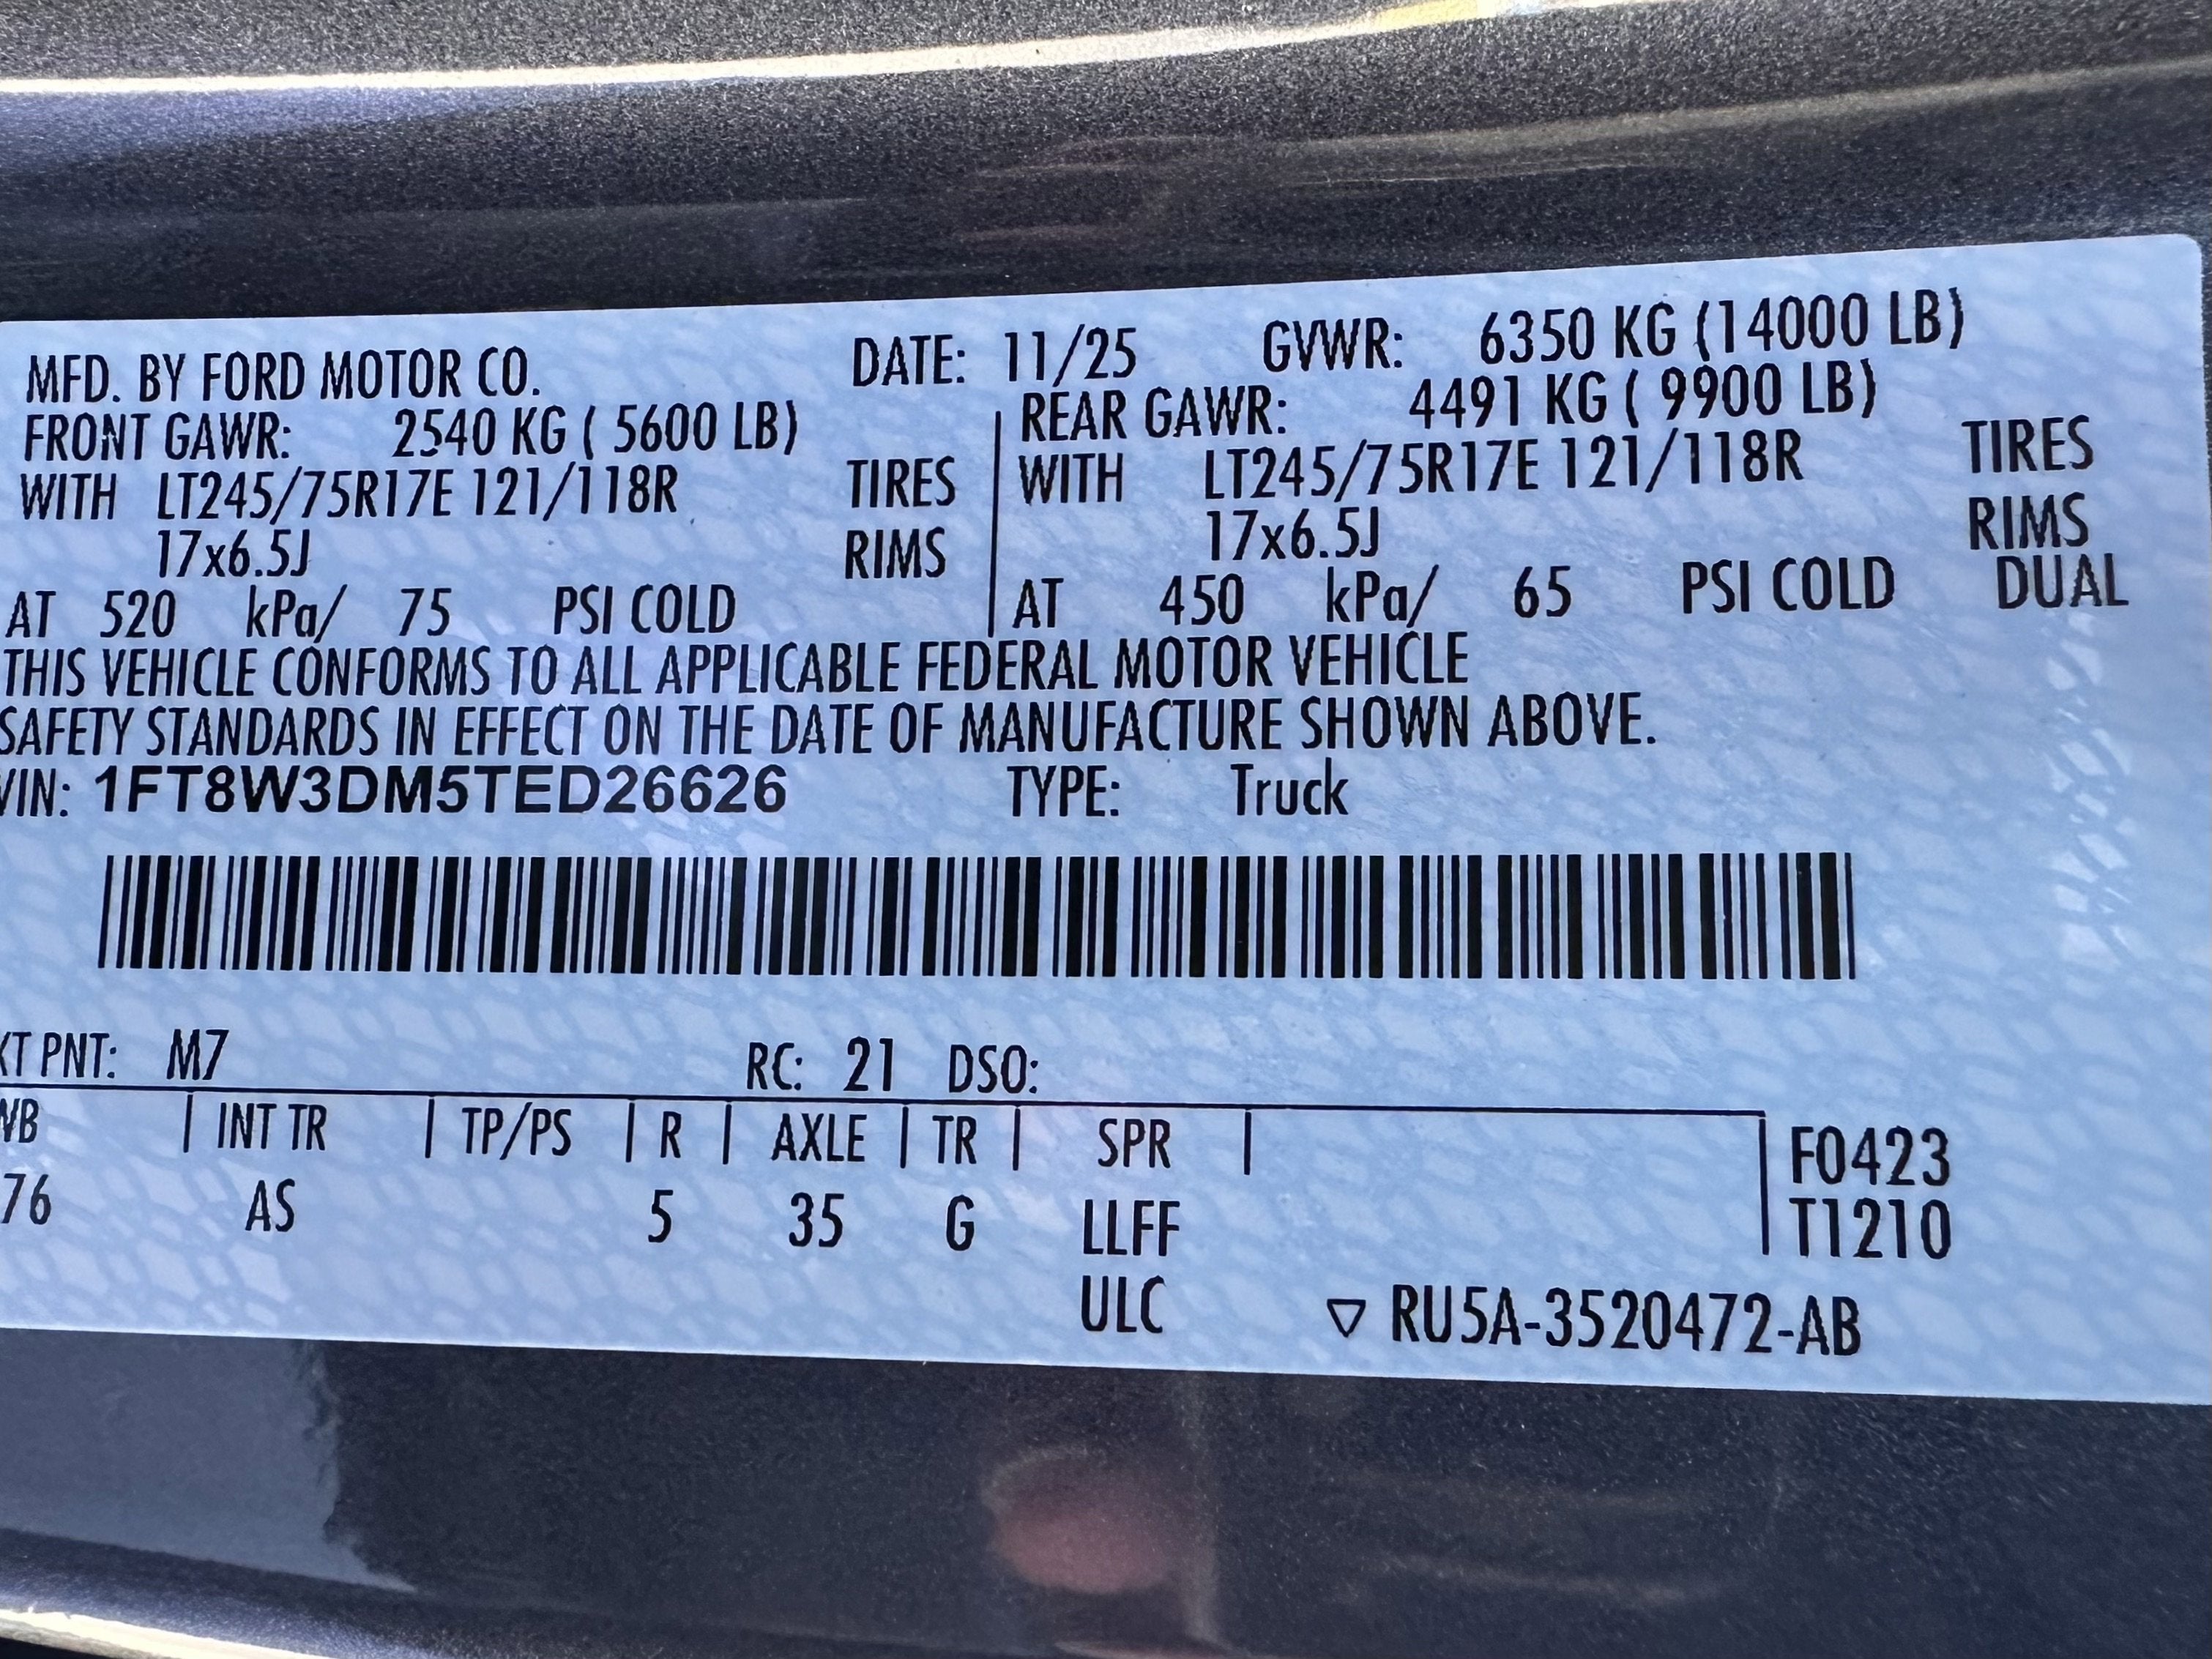 MFD. BY FORD MOTOR CO. DATE: 11/25 GVWR: 6350 KG (14000 LB)
FRONT GAWR: 2540 KG ( 5600 LB) REAR GAWR: 4491 KG ( 9900 LB)
WITH LT245/75R17E 121/118R TIRES WITH LT245/75R17E 121/118R TIRES
17x6.5J RIMS 17x6.5J RIMS
AT 520 kPa/ 75 PSI COLD AT 450 kPa/ 65 PSI COLD DUAL
THIS VEHICLE CONFORMS TO ALL APPLICABLE FEDERAL MOTOR VEHICLE
SAFETY STANDARDS IN EFFECT ON THE DATE OF MANUFACTURE SHOWN ABOVE.
VIN: 1FT8W3DM5TED26626 TYPE: Truck
XT PNT: M7 RC: 21 DSO:
WB INT TR TP/PS R AXLE TR SPR F0423
76 AS 5 35 G LLFF T1210
ULC ▽ RU5A-3520472-AB